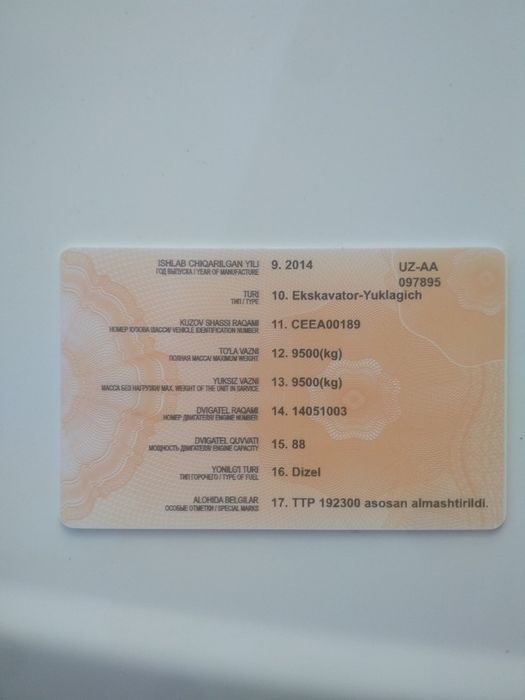 ISHLAB CHIQARILGAN YILI 9. 2014 UZ-AA
ГОД ВЫПУСКА / YEAR OF MANUFACTURE 097895
TURI 10. Ekskavator-Yuklagich
ТИП / TYPE
KUZOV SHASSI RAQAMI 11. CEEA00189
НОМЕР КУЗОВА ШАССИ/ VEHICLE IDENTIFICATION NUMBER
TO'LA VAZNI 12. 9500(kg)
ПОЛНАЯ МАССА/ MAXIMUM WEIGHT
YUKSIZ VAZNI 13. 9500(kg)
МАССА БЕЗ НАГРУЗКИ/ MAX. WEIGHT OF THE UNIT IN SARVICE
DVIGATEL RAQAMI 14. 14051003
НОМЕР ДВИГАТЕЛЯ/ ENGINE NUMBER
DVIGATEL QUVVATI 15. 88
МОЩНОСТЬ ДВИГАТЕЛЯ/ ENGINE CAPACITY
YONILG'I TURI 16. Dizel
ТИП ГОРЮЧЕГО / TYPE OF FUEL
ALOHIDA BELGILAR 17. TTP 192300 asosan almashtirildi.
ОСОБЫЕ ОТМЕТКИ / SPECIAL MARKS